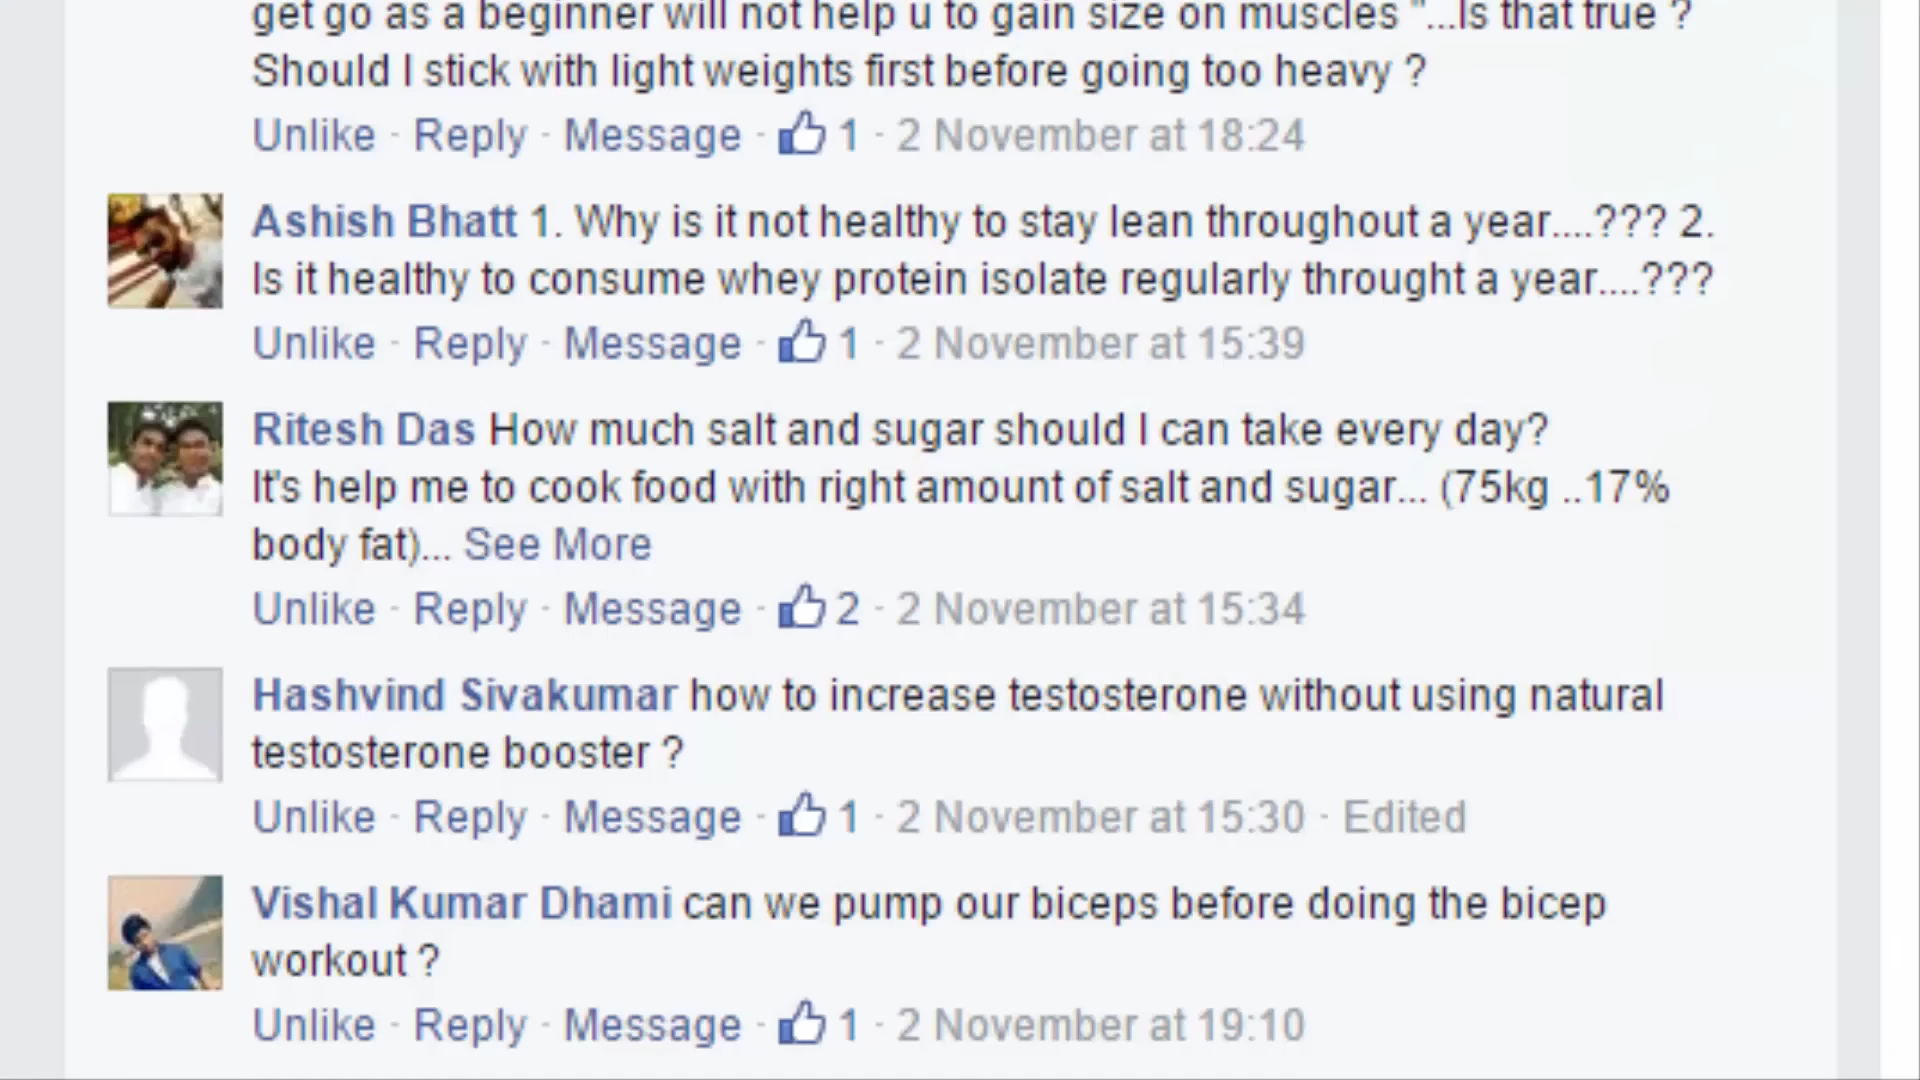 get go as a beginner will not help u to gain size on muscles "...Is that true ?
Should I stick with light weights first before going too heavy ?
Unlike · Reply · Message · 1 · 2 November at 18:24
Ashish Bhatt 1. Why is it not healthy to stay lean throughout a year....??? 2.
Is it healthy to consume whey protein isolate regularly throught a year....???
Unlike · Reply · Message · 1 · 2 November at 15:39
Ritesh Das How much salt and sugar should I can take every day?
It's help me to cook food with right amount of salt and sugar... (75kg ..17%
body fat)... See More
Unlike · Reply · Message · 2 · 2 November at 15:34
Hashvind Sivakumar how to increase testosterone without using natural
testosterone booster ?
Unlike · Reply · Message · 1 · 2 November at 15:30 · Edited
Vishal Kumar Dhami can we pump our biceps before doing the bicep
workout ?
Unlike · Reply · Message · 1 · 2 November at 19:10